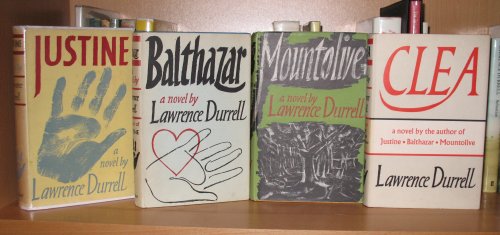 JUSTINE
a
novel by
Lawrence Durrell
Balthazar
a novel by
Lawrence Durrell
Mountolive
a novel by
Lawrence Durrell
CLEA
a novel by the author of
Justine • Balthazar • Mountolive
Lawrence Durrell